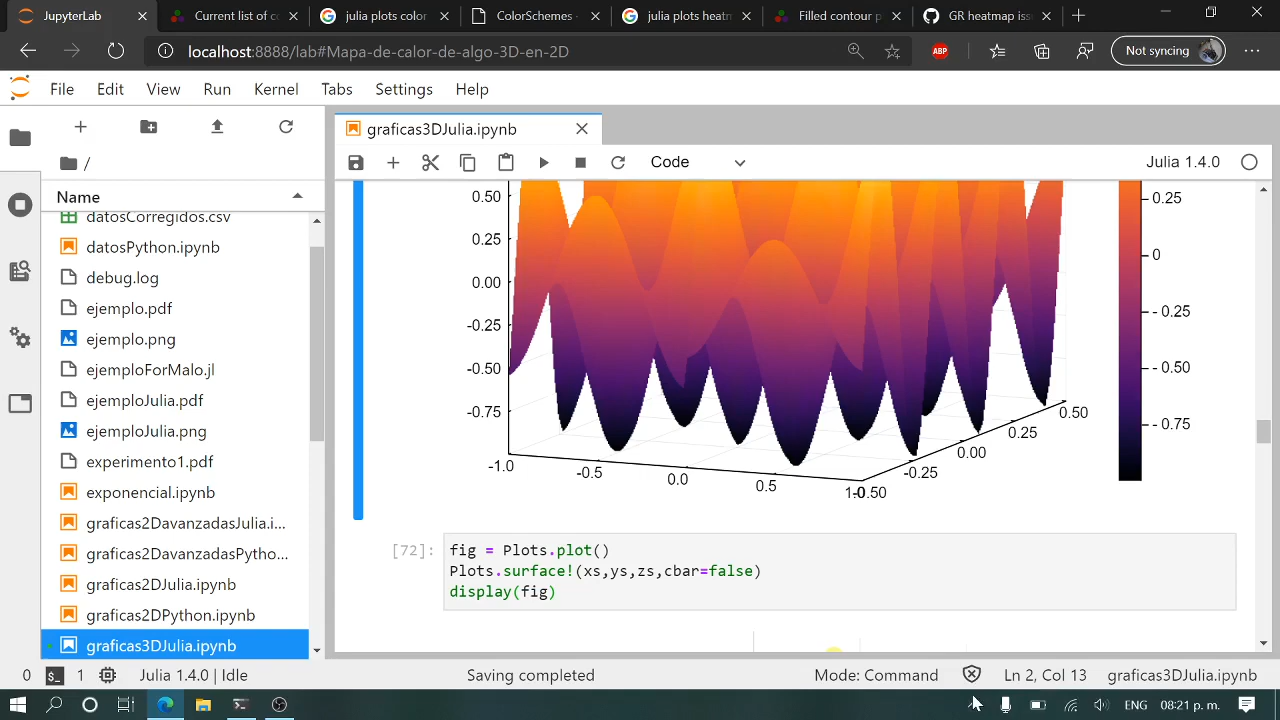 JupyterLab
Current list of co
julia plots color
ColorSchemes -
julia plots heatm
Filled contour p
GR heatmap iss
localhost:8888/lab#Mapa-de-calor-de-algo-3D-en-2D
ABP
Not syncing
File Edit View Run Kernel Tabs Settings Help
graficas3DJulia.ipynb
/
Code
Julia 1.4.0
Name
datosCorregidos.csv
datosPython.ipynb
debug.log
ejemplo.pdf
ejemplo.png
ejemploForMalo.jl
ejemploJulia.pdf
ejemploJulia.png
experimento1.pdf
exponencial.ipynb
graficas2DavanzadasJulia.i...
graficas2DavanzadasPytho...
graficas2DJulia.ipynb
graficas2DPython.ipynb
graficas3DJulia.ipynb
0.50
0.25
0.00
-0.25
-0.50
-0.75
-1.0
-0.5
0.0
0.5
1.0
-0.50
-0.25
0.00
0.25
0.50
0.25
0
- 0.25
- 0.50
- 0.75
[72]:
fig = Plots.plot()
Plots.surface!(xs,ys,zs,cbar=false)
display(fig)
0
1
Julia 1.4.0 | Idle
Saving completed
Mode: Command
Ln 2, Col 13
graficas3DJulia.ipynb
ENG
08:21 p. m.